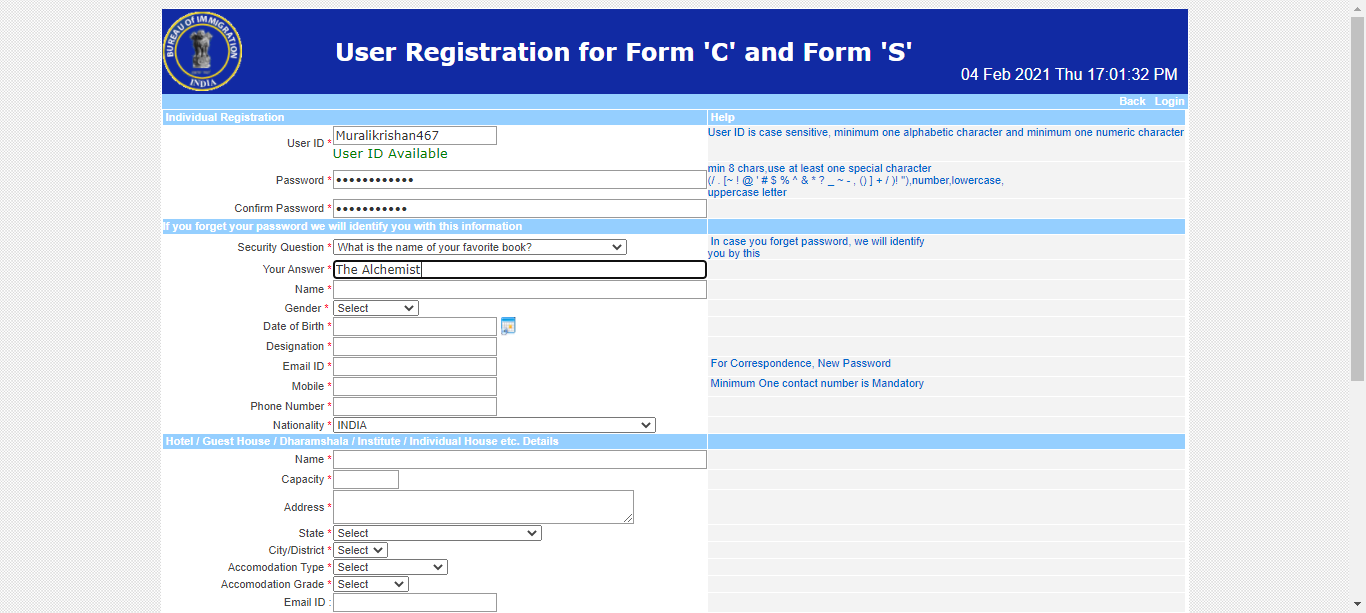 BUREAU OF IMMIGRATION
INDIA
User Registration for Form 'C' and Form 'S'
04 Feb 2021 Thu 17:01:32 PM
Back Login
Individual Registration Help
User ID * Muralikrishan467 User ID is case sensitive, minimum one alphabetic character and minimum one numeric character
User ID Available
Password * •••••••••••• min 8 chars,use at least one special character
(/ . [~ ! @ ' # $ % ^ & * ? _ ~ - , () ] + / )! "),number,lowercase,
uppercase letter
Confirm Password * •••••••••••
If you forget your password we will identify you with this information
Security Question * What is the name of your favorite book? In case you forget password, we will identify
you by this
Your Answer * The Alchemist
Name *
Gender * Select
Date of Birth *
Designation *
Email ID * For Correspondence, New Password
Mobile * Minimum One contact number is Mandatory
Phone Number *
Nationality * INDIA
Hotel / Guest House / Dharamshala / Institute / Individual House etc. Details
Name *
Capacity *
Address *
State * Select
City/District * Select
Accomodation Type * Select
Accomodation Grade * Select
Email ID :